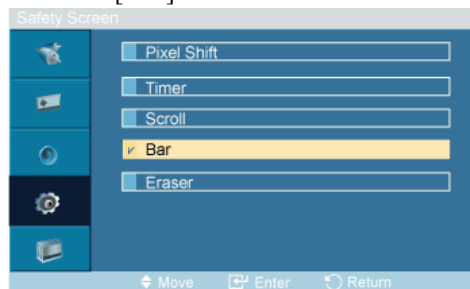 Safety Screen
Pixel Shift
Timer
Scroll
Bar
Eraser
Move Enter Return